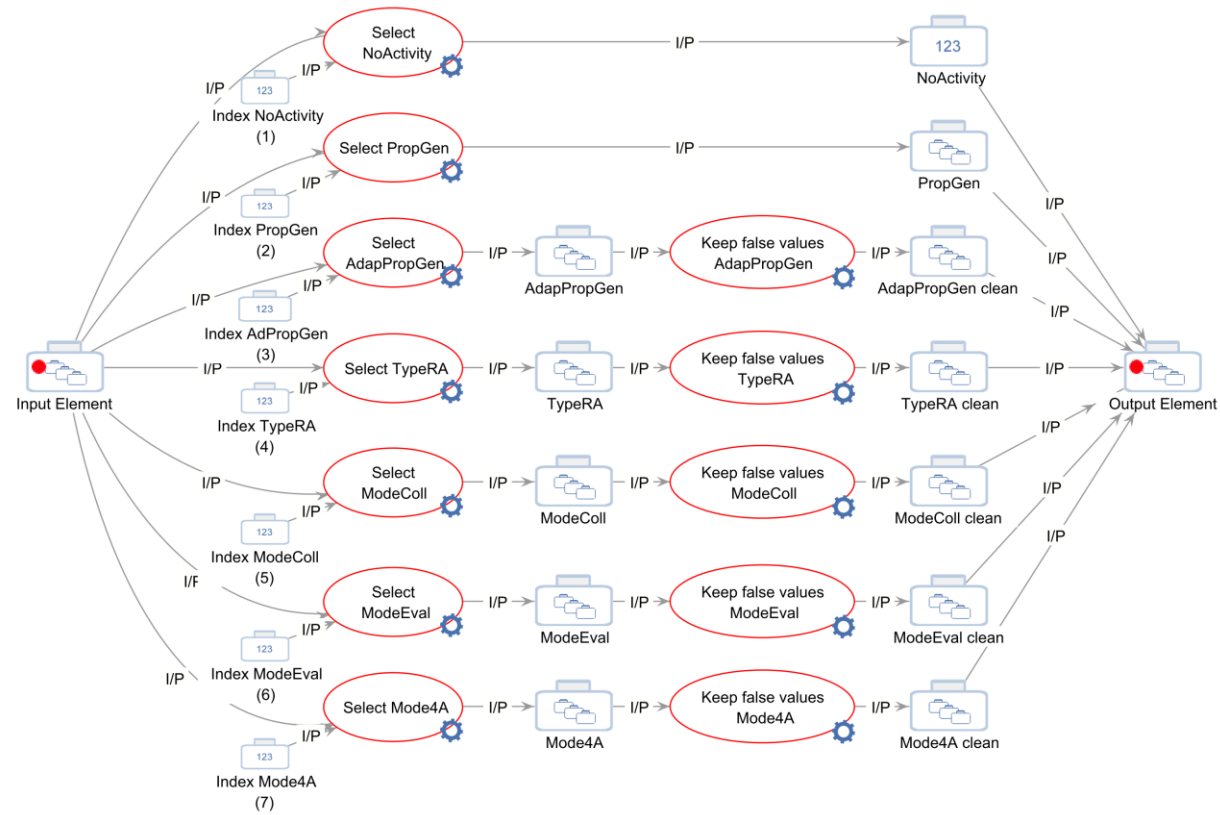 Select
NoActivity
I/P
123
NoActivity
I/P
I/P
123
Index NoActivity
(1)
Select PropGen
I/P
PropGen
I/P
I/P
I/P
123
Index PropGen
(2)
I/P
Select
AdapPropGen
I/P
AdapPropGen
I/P
Keep false values
AdapPropGen
I/P
AdapPropGen clean
I/P
I/P
I/P
123
Index AdPropGen
(3)
I/P
Input Element
I/P
Select TypeRA
I/P
TypeRA
I/P
Keep false values
TypeRA
I/P
TypeRA clean
I/P
Output Element
I/P
123
Index TypeRA
(4)
I/P
Select
ModeColl
I/P
ModeColl
I/P
Keep false values
ModeColl
I/P
ModeColl clean
I/P
I/P
123
Index ModeColl
(5)
I/P
Select
ModeEval
I/P
ModeEval
I/P
Keep false values
ModeEval
I/P
ModeEval clean
I/P
I/P
123
Index ModeEval
(6)
I/P
Select Mode4A
I/P
Mode4A
I/P
Keep false values
Mode4A
I/P
Mode4A clean
I/P
I/P
123
Index Mode4A
(7)